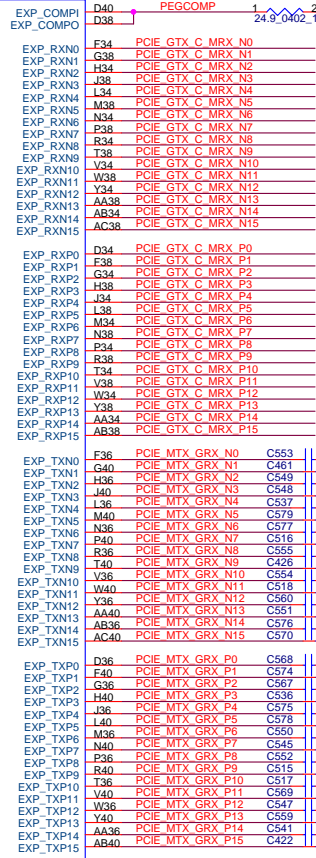 EXP_COMPI D40 PEGCOMP 1 2
EXP_COMPO D38 24.9_0402_1
EXP_RXN0 F34 PCIE_GTX_C_MRX_N0
EXP_RXN1 G38 PCIE_GTX_C_MRX_N1
EXP_RXN2 H34 PCIE_GTX_C_MRX_N2
EXP_RXN3 J38 PCIE_GTX_C_MRX_N3
EXP_RXN4 L34 PCIE_GTX_C_MRX_N4
EXP_RXN5 M38 PCIE_GTX_C_MRX_N5
EXP_RXN6 N34 PCIE_GTX_C_MRX_N6
EXP_RXN7 P38 PCIE_GTX_C_MRX_N7
EXP_RXN8 R34 PCIE_GTX_C_MRX_N8
EXP_RXN9 T38 PCIE_GTX_C_MRX_N9
EXP_RXN10 V34 PCIE_GTX_C_MRX_N10
EXP_RXN11 W38 PCIE_GTX_C_MRX_N11
EXP_RXN12 Y34 PCIE_GTX_C_MRX_N12
EXP_RXN13 AA38 PCIE_GTX_C_MRX_N13
EXP_RXN14 AB34 PCIE_GTX_C_MRX_N14
EXP_RXN15 AC38 PCIE_GTX_C_MRX_N15
EXP_RXP0 D34 PCIE_GTX_C_MRX_P0
EXP_RXP1 F38 PCIE_GTX_C_MRX_P1
EXP_RXP2 G34 PCIE_GTX_C_MRX_P2
EXP_RXP3 H38 PCIE_GTX_C_MRX_P3
EXP_RXP4 J34 PCIE_GTX_C_MRX_P4
EXP_RXP5 L38 PCIE_GTX_C_MRX_P5
EXP_RXP6 M34 PCIE_GTX_C_MRX_P6
EXP_RXP7 N38 PCIE_GTX_C_MRX_P7
EXP_RXP8 P34 PCIE_GTX_C_MRX_P8
EXP_RXP9 R38 PCIE_GTX_C_MRX_P9
EXP_RXP10 T34 PCIE_GTX_C_MRX_P10
EXP_RXP11 V38 PCIE_GTX_C_MRX_P11
EXP_RXP12 W34 PCIE_GTX_C_MRX_P12
EXP_RXP13 Y38 PCIE_GTX_C_MRX_P13
EXP_RXP14 AA34 PCIE_GTX_C_MRX_P14
EXP_RXP15 AB38 PCIE_GTX_C_MRX_P15
EXP_TXN0 F36 PCIE_MTX_GRX_N0 C553
EXP_TXN1 G40 PCIE_MTX_GRX_N1 C461
EXP_TXN2 H36 PCIE_MTX_GRX_N2 C549
EXP_TXN3 J40 PCIE_MTX_GRX_N3 C548
EXP_TXN4 L36 PCIE_MTX_GRX_N4 C537
EXP_TXN5 M40 PCIE_MTX_GRX_N5 C579
EXP_TXN6 N36 PCIE_MTX_GRX_N6 C577
EXP_TXN7 P40 PCIE_MTX_GRX_N7 C516
EXP_TXN8 R36 PCIE_MTX_GRX_N8 C555
EXP_TXN9 T40 PCIE_MTX_GRX_N9 C426
EXP_TXN10 V36 PCIE_MTX_GRX_N10 C554
EXP_TXN11 W40 PCIE_MTX_GRX_N11 C518
EXP_TXN12 Y36 PCIE_MTX_GRX_N12 C560
EXP_TXN13 AA40 PCIE_MTX_GRX_N13 C551
EXP_TXN14 AB36 PCIE_MTX_GRX_N14 C576
EXP_TXN15 AC40 PCIE_MTX_GRX_N15 C570
EXP_TXP0 D36 PCIE_MTX_GRX_P0 C568
EXP_TXP1 F40 PCIE_MTX_GRX_P1 C574
EXP_TXP2 G36 PCIE_MTX_GRX_P2 C567
EXP_TXP3 H40 PCIE_MTX_GRX_P3 C536
EXP_TXP4 J36 PCIE_MTX_GRX_P4 C575
EXP_TXP5 L40 PCIE_MTX_GRX_P5 C578
EXP_TXP6 M36 PCIE_MTX_GRX_P6 C550
EXP_TXP7 N40 PCIE_MTX_GRX_P7 C545
EXP_TXP8 P36 PCIE_MTX_GRX_P8 C552
EXP_TXP9 R40 PCIE_MTX_GRX_P9 C515
EXP_TXP10 T36 PCIE_MTX_GRX_P10 C517
EXP_TXP11 V40 PCIE_MTX_GRX_P11 C569
EXP_TXP12 W36 PCIE_MTX_GRX_P12 C547
EXP_TXP13 Y40 PCIE_MTX_GRX_P13 C559
EXP_TXP14 AA36 PCIE_MTX_GRX_P14 C541
EXP_TXP15 AB40 PCIE_MTX_GRX_P15 C422